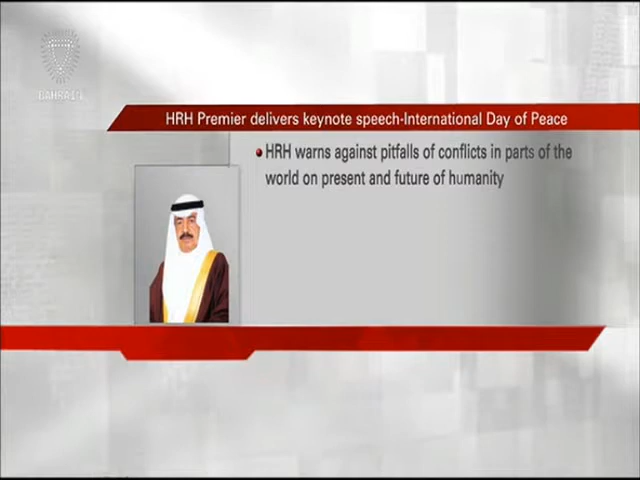 BAHRAIN
HRH Premier delivers keynote speech-International Day of Peace
HRH warns against pitfalls of conflicts in parts of the
world on present and future of humanity